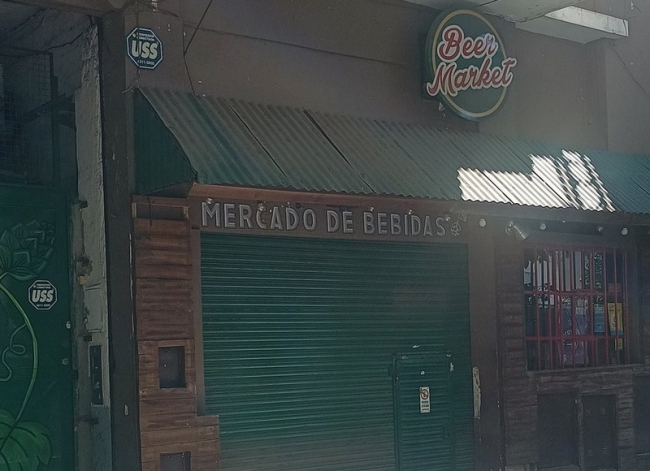 USS
Beer
Market
MERCADO DE BEBIDAS
USS